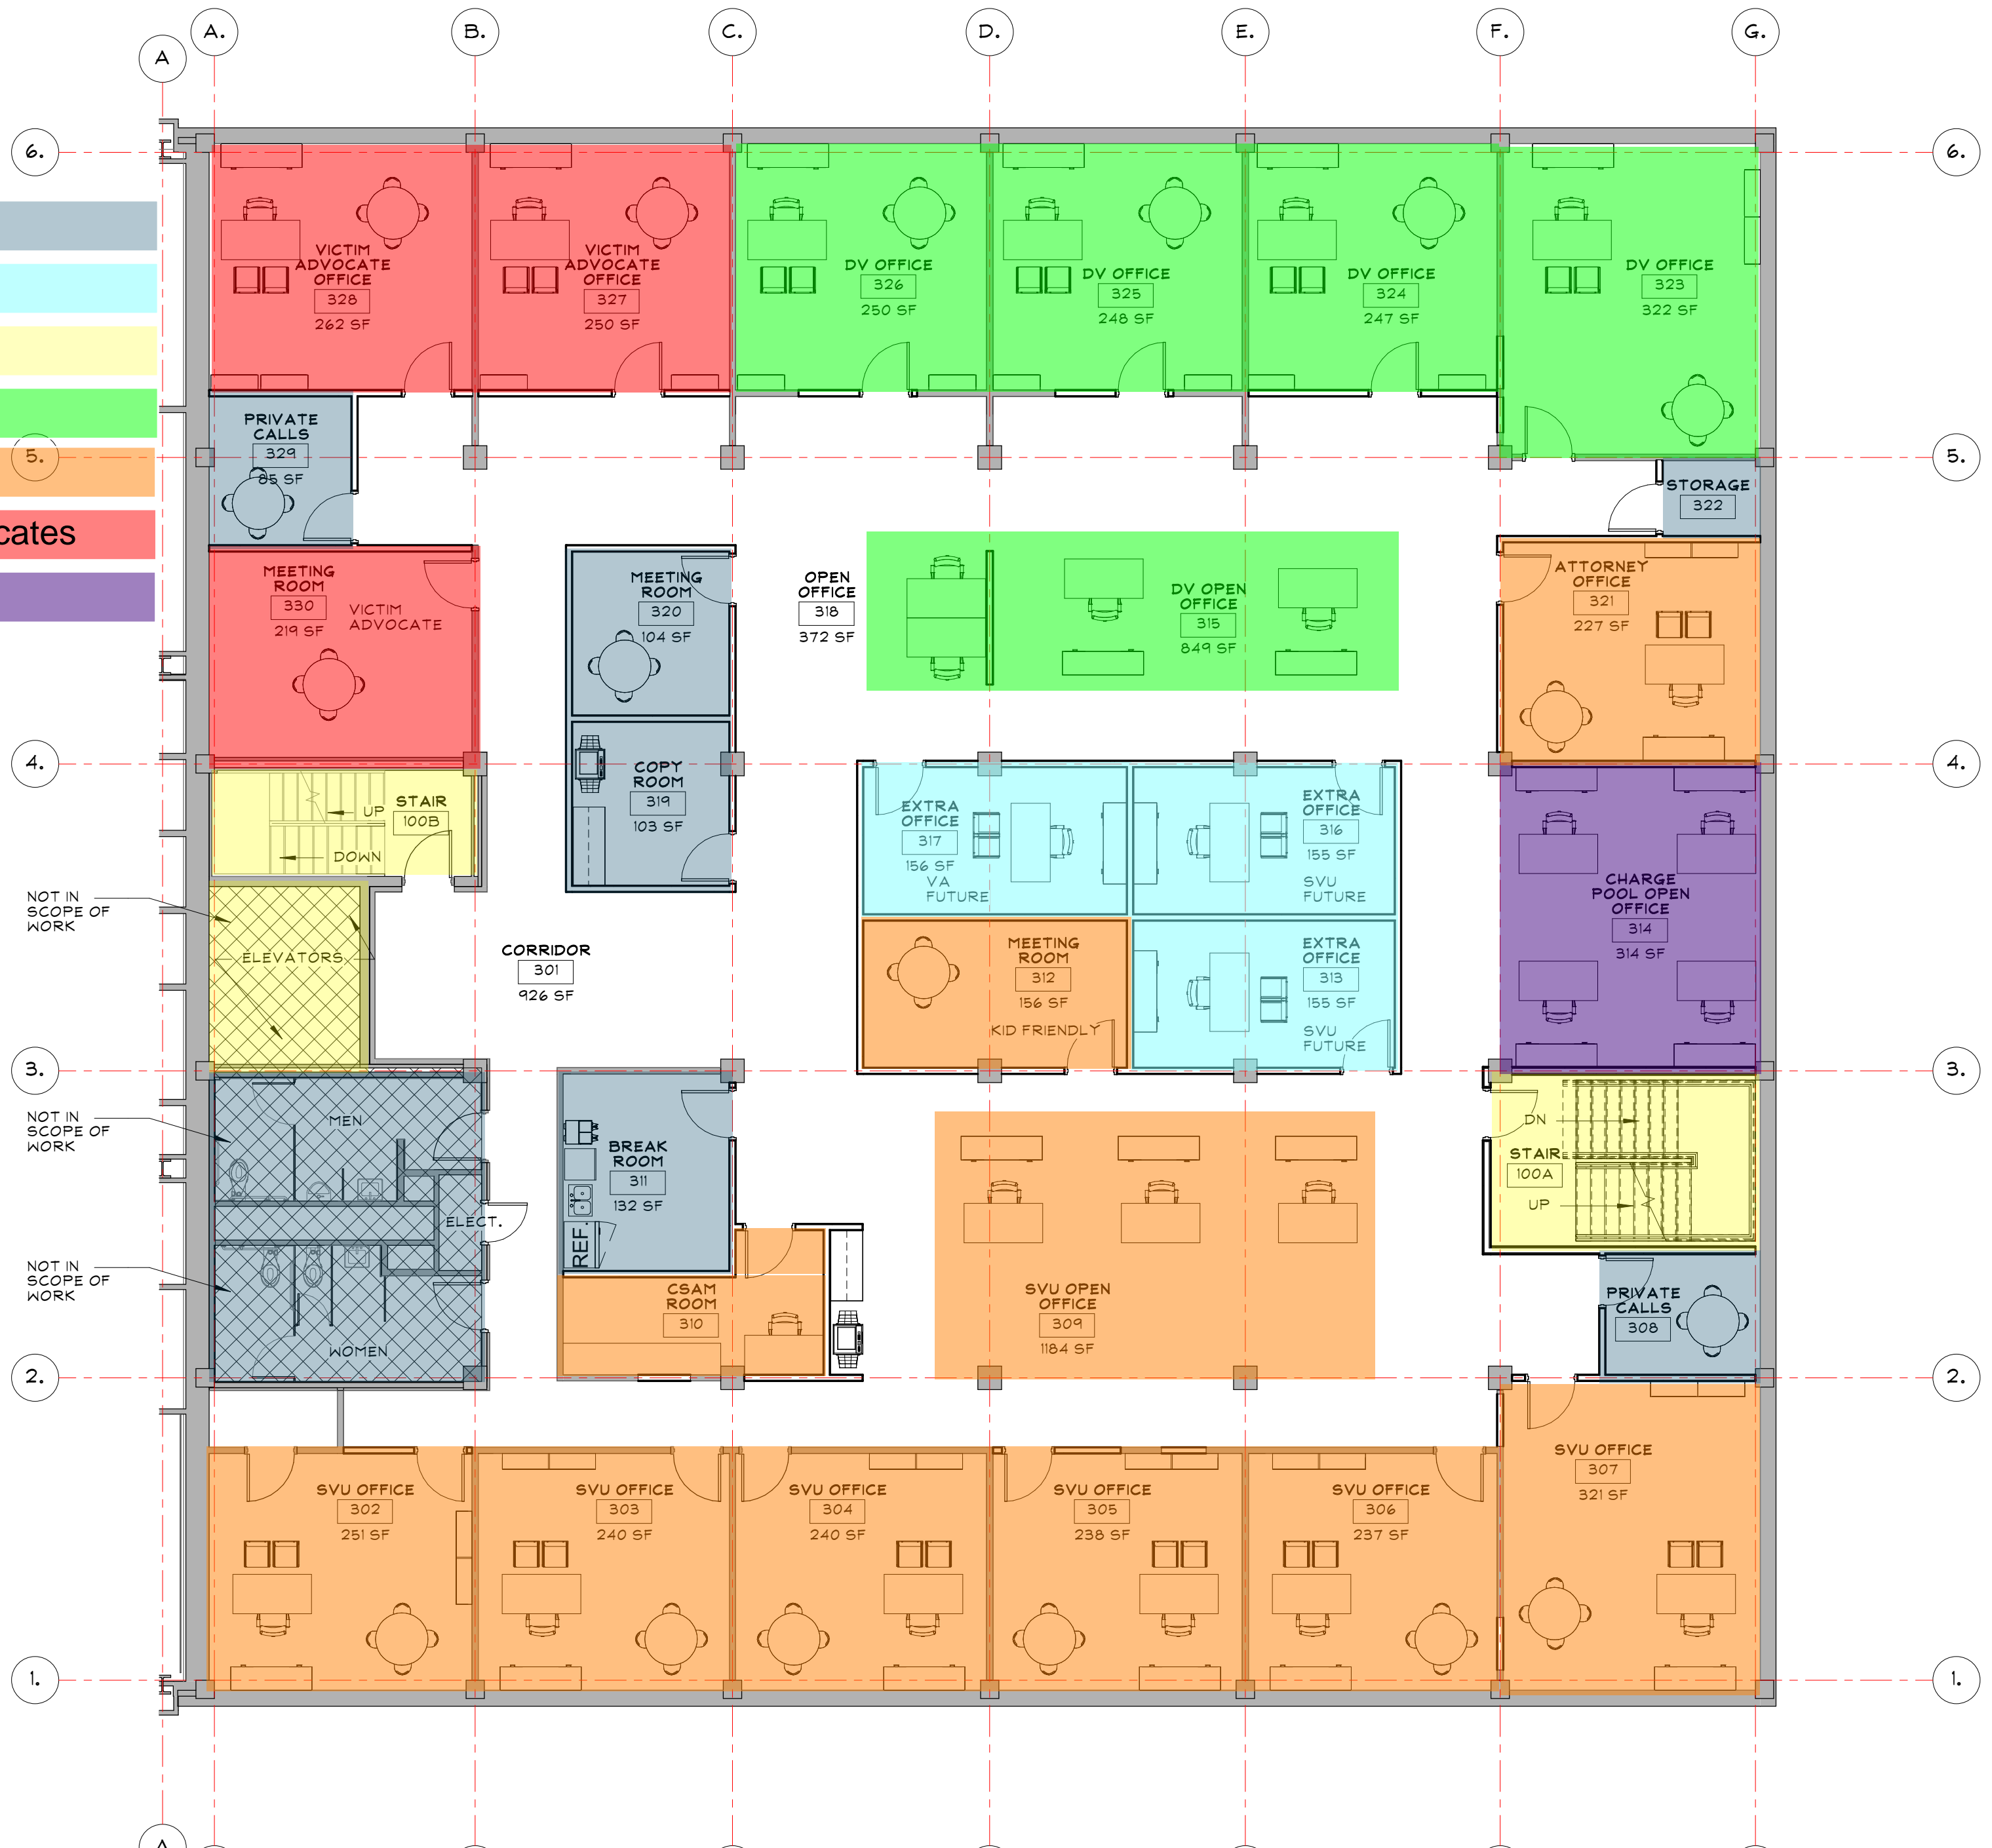 A.
B.
C.
D.
E.
F.
G.
A
6.
6.
VICTIM
ADVOCATE
OFFICE
328
262 SF
VICTIM
ADVOCATE
OFFICE
327
250 SF
DV OFFICE
326
250 SF
DV OFFICE
325
248 SF
DV OFFICE
324
247 SF
DV OFFICE
323
322 SF
PRIVATE
CALLS
329
85 SF
5.
5.
STORAGE
322
cates
MEETING
ROOM
330
219 SF
VICTIM
ADVOCATE
MEETING
ROOM
320
104 SF
OPEN
OFFICE
318
372 SF
DV OPEN
OFFICE
315
849 SF
ATTORNEY
OFFICE
321
227 SF
4.
4.
UP
STAIR
100B
DOWN
COPY
ROOM
319
103 SF
EXTRA
OFFICE
317
156 SF
VA
FUTURE
EXTRA
OFFICE
316
155 SF
SVU
FUTURE
CHARGE
POOL OPEN
OFFICE
314
314 SF
NOT IN
SCOPE OF
WORK
ELEVATORS
CORRIDOR
301
926 SF
MEETING
ROOM
312
156 SF
KID FRIENDLY
EXTRA
OFFICE
313
155 SF
SVU
FUTURE
3.
3.
NOT IN
SCOPE OF
WORK
MEN
BREAK
ROOM
311
132 SF
REF.
DN
STAIR
100A
UP
ELECT.
NOT IN
SCOPE OF
WORK
WOMEN
CSAM
ROOM
310
SVU OPEN
OFFICE
309
1184 SF
PRIVATE
CALLS
308
2.
2.
SVU OFFICE
302
251 SF
SVU OFFICE
303
240 SF
SVU OFFICE
304
240 SF
SVU OFFICE
305
238 SF
SVU OFFICE
306
237 SF
SVU OFFICE
307
321 SF
1.
1.
A